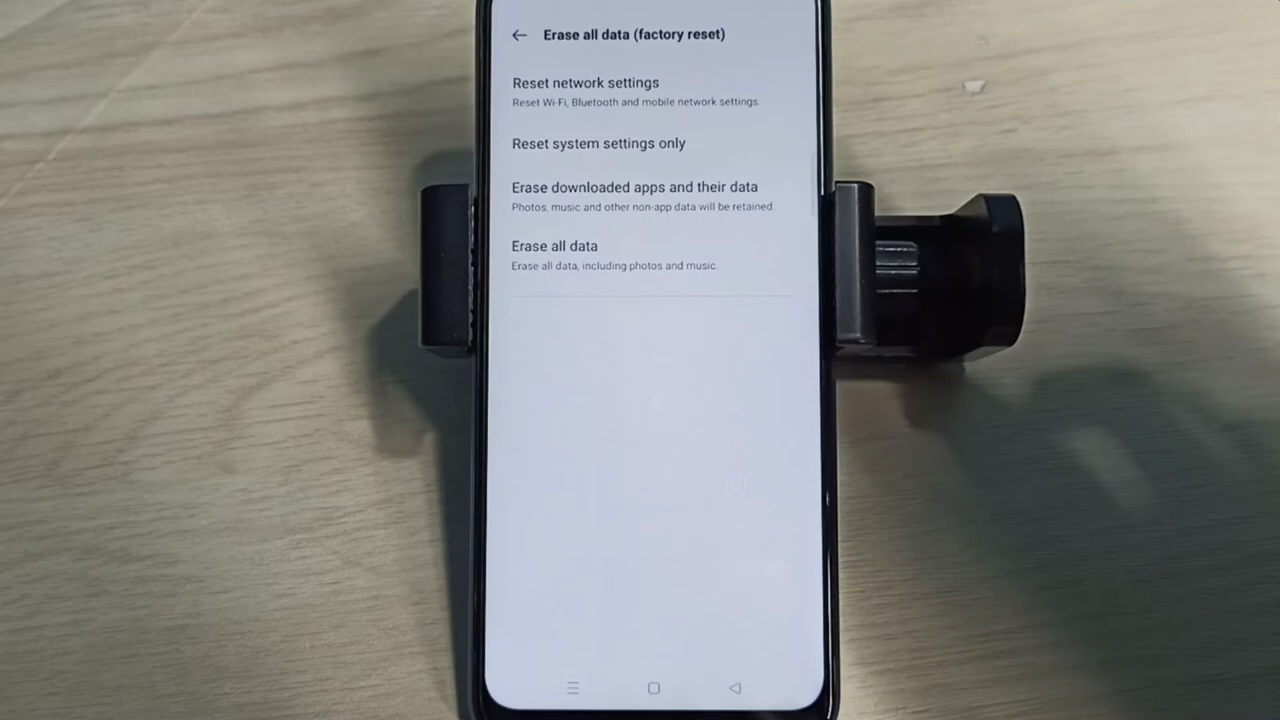 Erase all data (factory reset)
Reset network settings
Reset Wi-Fi, Bluetooth and mobile network settings.
Reset system settings only
Erase downloaded apps and their data
Photos, music and other non-app data will be retained.
Erase all data
Erase all data, including photos and music.